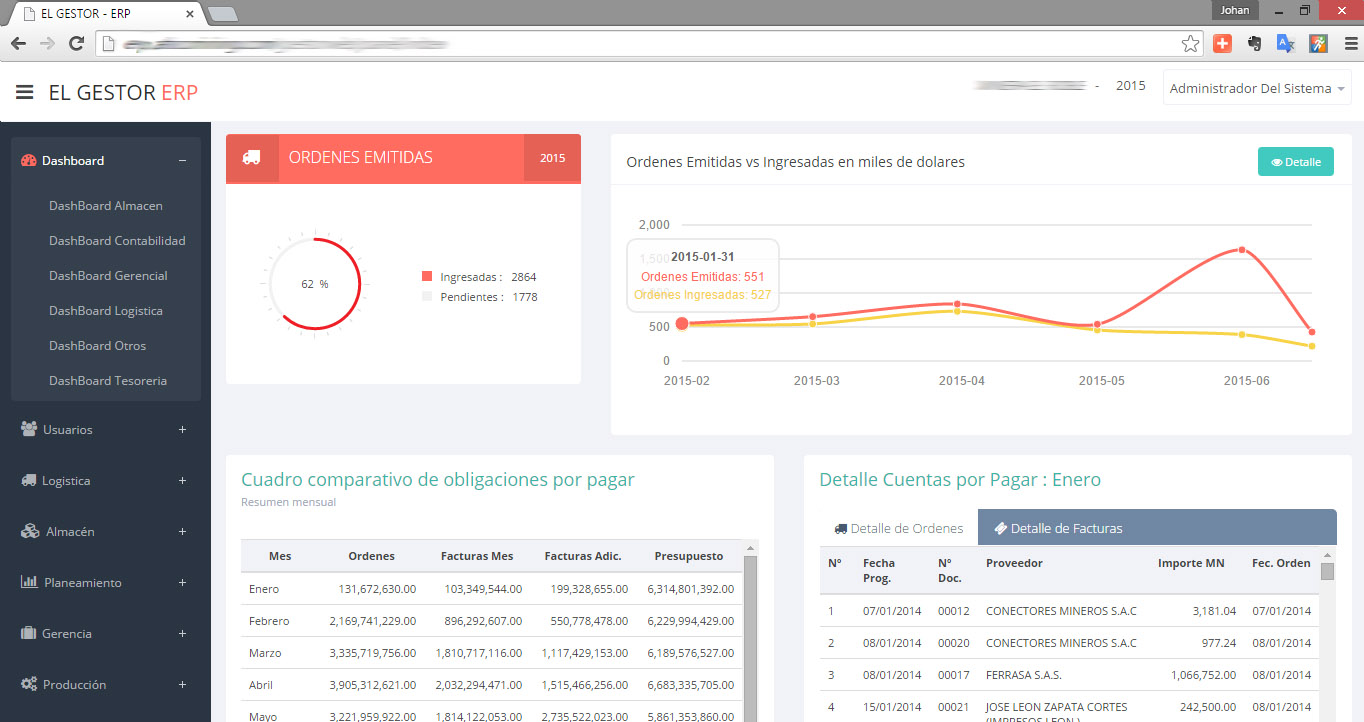 EL GESTOR - ERP
Johan
EL GESTOR ERP
- 2015 Administrador Del Sistema
Dashboard
DashBoard Almacen
DashBoard Contabilidad
DashBoard Gerencial
DashBoard Logistica
DashBoard Otros
DashBoard Tesoreria
Usuarios
Logistica
Almacén
Planeamiento
Gerencia
Producción
ORDENES EMITIDAS 2015
62 %
Ingresadas : 2864
Pendientes : 1778
Ordenes Emitidas vs Ingresadas en miles de dolares
Detalle
2,000
1,500
500
0
2015-01-31
Ordenes Emitidas: 551
Ordenes Ingresadas: 527
2015-02 2015-03 2015-04 2015-05 2015-06
Cuadro comparativo de obligaciones por pagar
Resumen mensual
Mes Ordenes Facturas Mes Facturas Adic. Presupuesto
Enero 131,672,630.00 103,349,544.00 199,328,655.00 6,314,801,392.00
Febrero 2,169,741,229.00 896,292,607.00 550,778,478.00 6,229,994,429.00
Marzo 3,335,719,756.00 1,810,717,116.00 1,117,429,153.00 6,189,576,527.00
Abril 3,905,312,621.00 2,032,294,471.00 1,515,466,256.00 6,683,335,705.00
Mayo 3,221,959,922.00 1,814,122,053.00 2,735,522,023.00 5,861,353,860.00
Detalle Cuentas por Pagar : Enero
Detalle de Ordenes Detalle de Facturas
Nº Fecha Prog. Nº Doc. Proveedor Importe MN Fec. Orden
1 07/01/2014 00012 CONECTORES MINEROS S.A.C 3,181.04 07/01/2014
2 08/01/2014 00020 CONECTORES MINEROS S.A.C 977.24 08/01/2014
3 08/01/2014 00017 FERRASA S.A.S. 1,066,752.00 08/01/2014
4 15/01/2014 00021 JOSE LEON ZAPATA CORTES 242,500.00 08/01/2014
(IMPRESOS LEON )